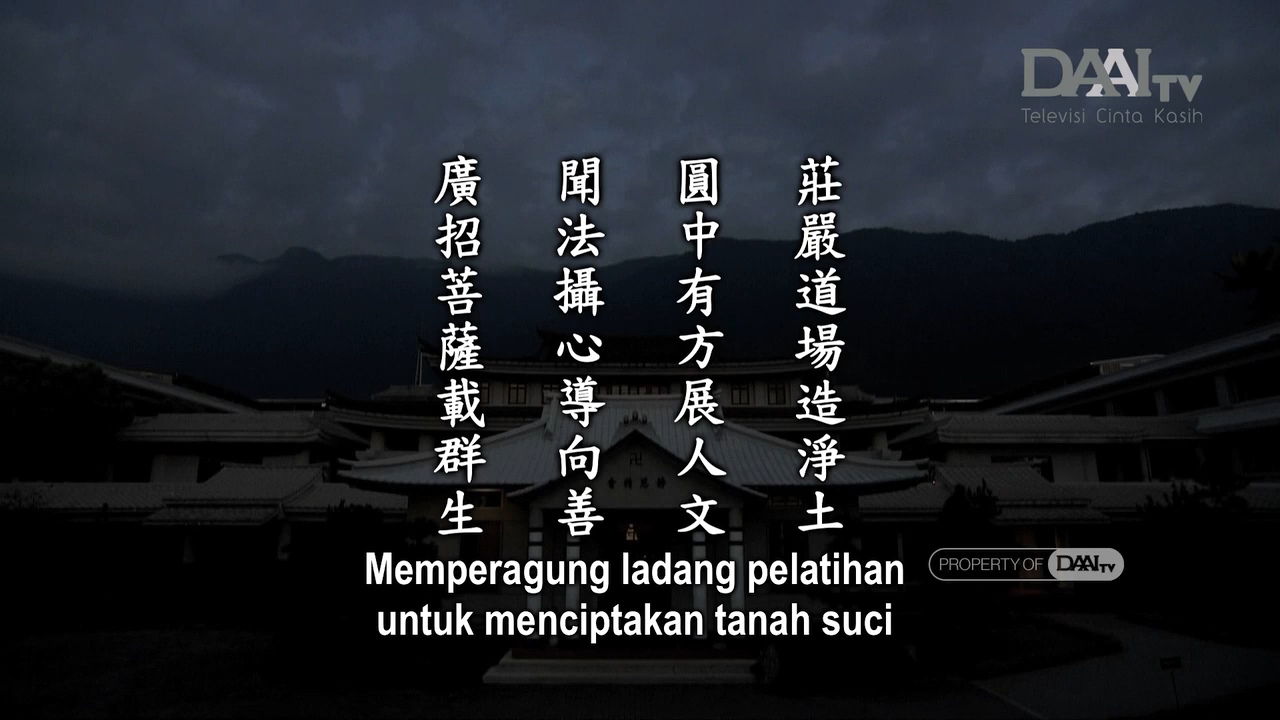 DAAI TV
Televisi Cinta Kasih
莊嚴道場造淨土
圓中有方展人文
聞法攝心導向善
廣招菩薩載群生
Memperagung ladang pelatihan
untuk menciptakan tanah suci
PROPERTY OF DAAI TV